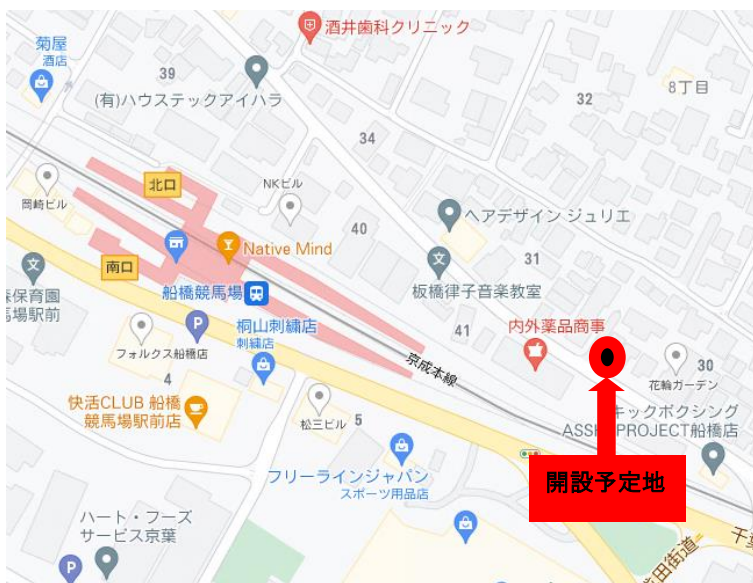 菊屋
酒店
酒井歯科クリニック
39
(有)ハウステックアイハラ
8丁目
32
34
岡崎ビル
北口
NKビル
ヘアデザイン ジュリエ
40
Native Mind
31
南口
船橋競馬場
板橋律子音楽教室
保育園
馬場駅前
P
桐山刺繍店
刺繍店
41
内外薬品商事
フォルクス船橋店
京成本線
30
花輪ガーデン
4
快活CLUB 船橋
競馬場駅前店
松三ビル
5
キックボクシング
PROJECT船橋店
フリーラインジャパン
スポーツ用品店
開設予定地
ハート・フーズ
サービス京葉
P
田街道
千